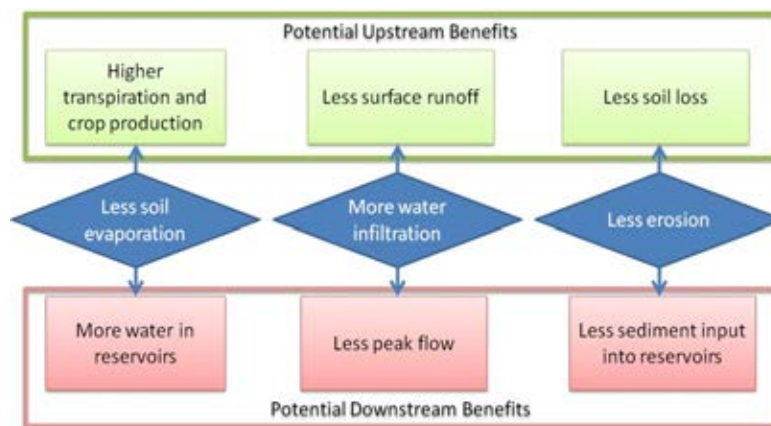 Potential Upstream Benefits
Higher
transpiration and
crop production
Less surface runoff
Less soil loss
Less soil
evaporation
More water
infiltration
Less erosion
More water in
reservoirs
Less peak flow
Less sediment input
into reservoirs
Potential Downstream Benefits